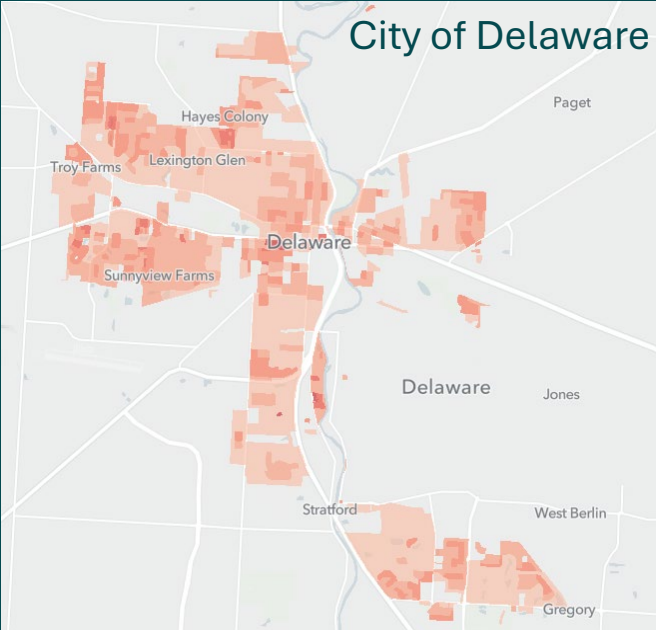 City of Delaware
Paget
Hayes Colony
Lexington Glen
Troy Farms
Delaware
Sunnyview Farms
Delaware
Jones
Stratford
West Berlin
Gregory